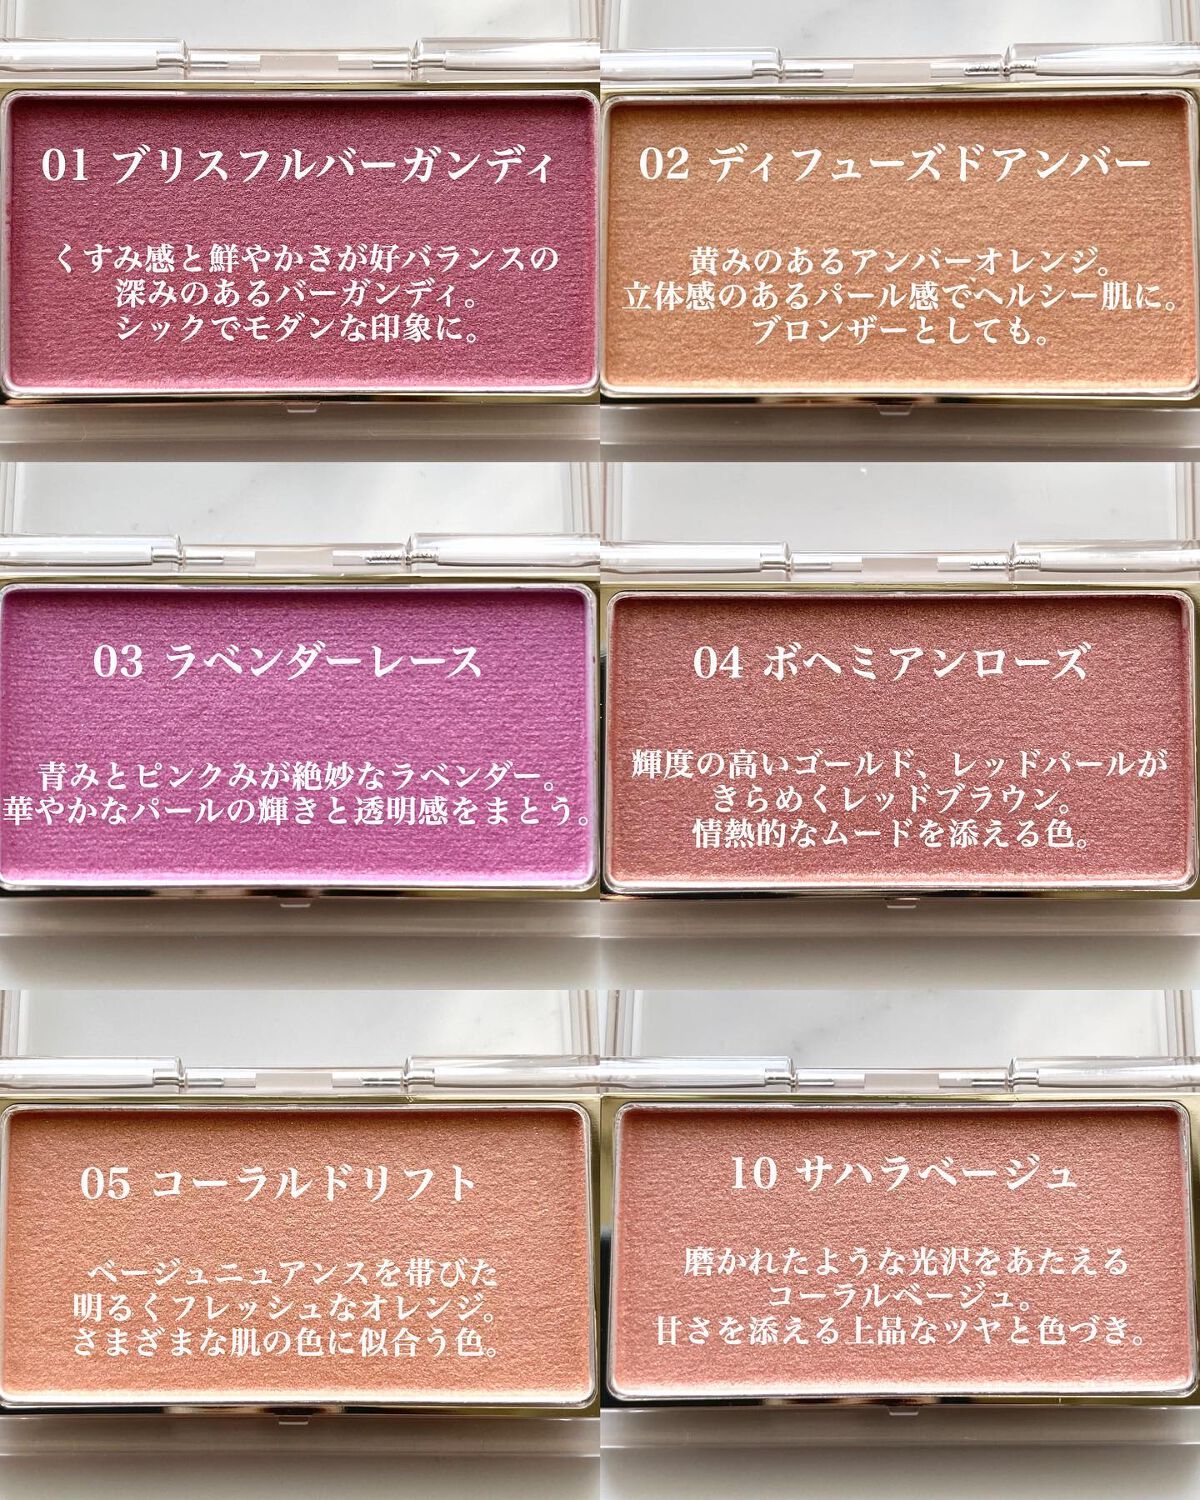 01 ブリスフルバーガンディ
くすみ感と鮮やかさが好バランスの
深みのあるバーガンディ。
シックでモダンな印象に。
02 ディフューズドアンバー
黄みのあるアンバーオレンジ。
立体感のあるパール感でヘルシー肌に。
ブロンザーとしても。
03 ラベンダーレース
青みとピンクみが絶妙なラベンダー。
華やかなパールの輝きと透明感をまとう。
04 ボヘミアンローズ
輝度の高いゴールド、レッドパールが
きらめくレッドブラウン。
情熱的なムードを添える色。
05 コーラルドリフト
ベージュニュアンスを帯びた
明るくフレッシュなオレンジ。
さまざまな肌の色に似合う色。
10 サハラベージュ
磨かれたような光沢をあたえる
コーラルベージュ。
甘さを添える上品なツヤと色づき。